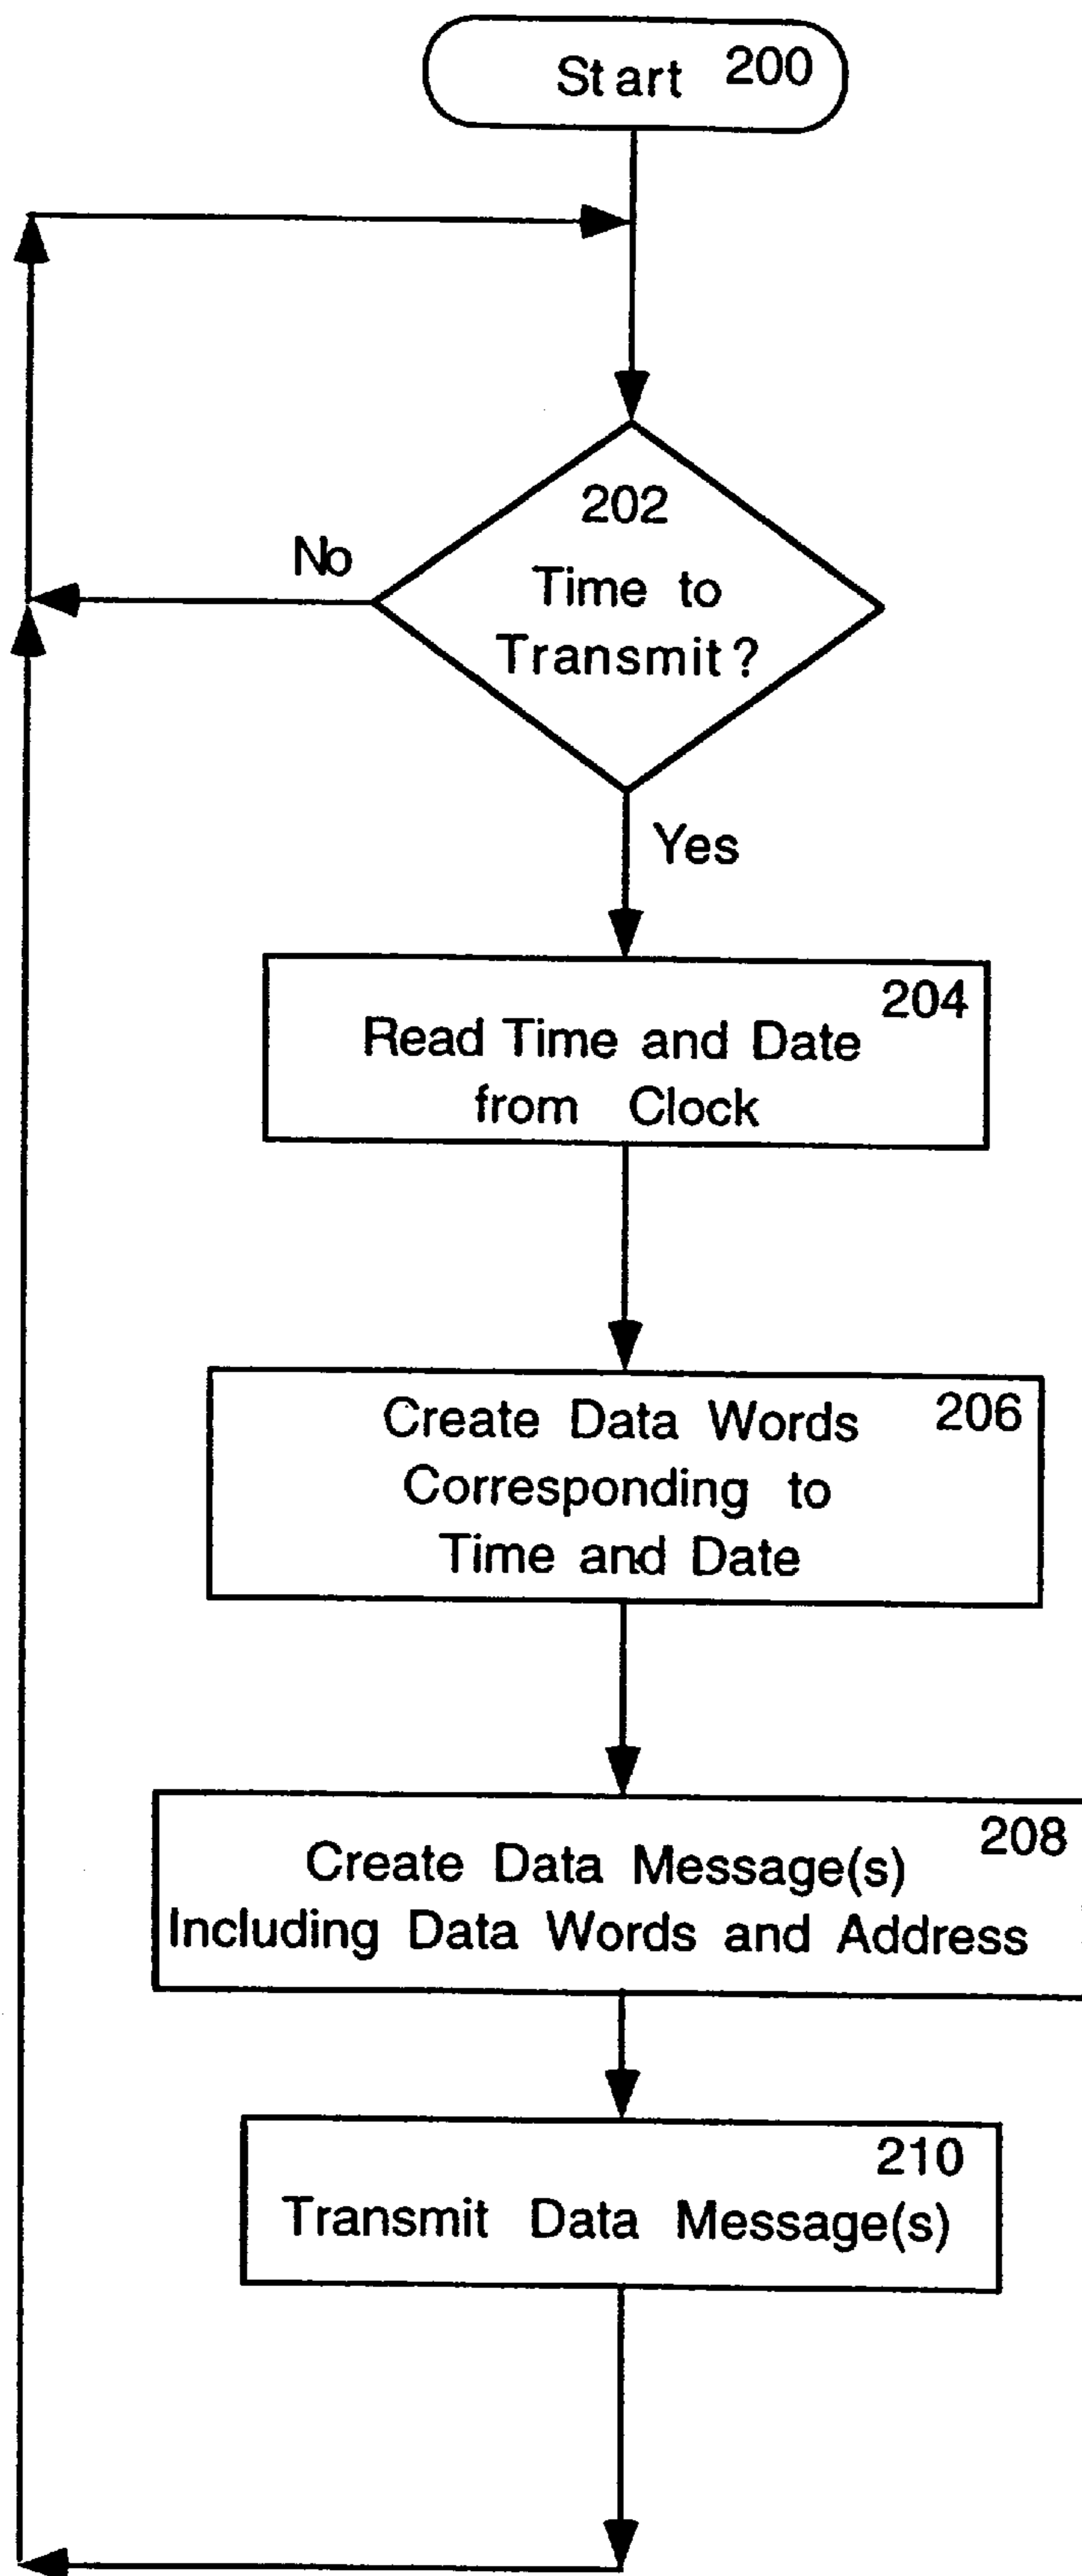 Start 200
202
Time to
Transmit?
No
Yes
204
Read Time and Date
from Clock
206
Create Data Words
Corresponding to
Time and Date
208
Create Data Message(s)
Including Data Words and Address
210
Transmit Data Message(s)